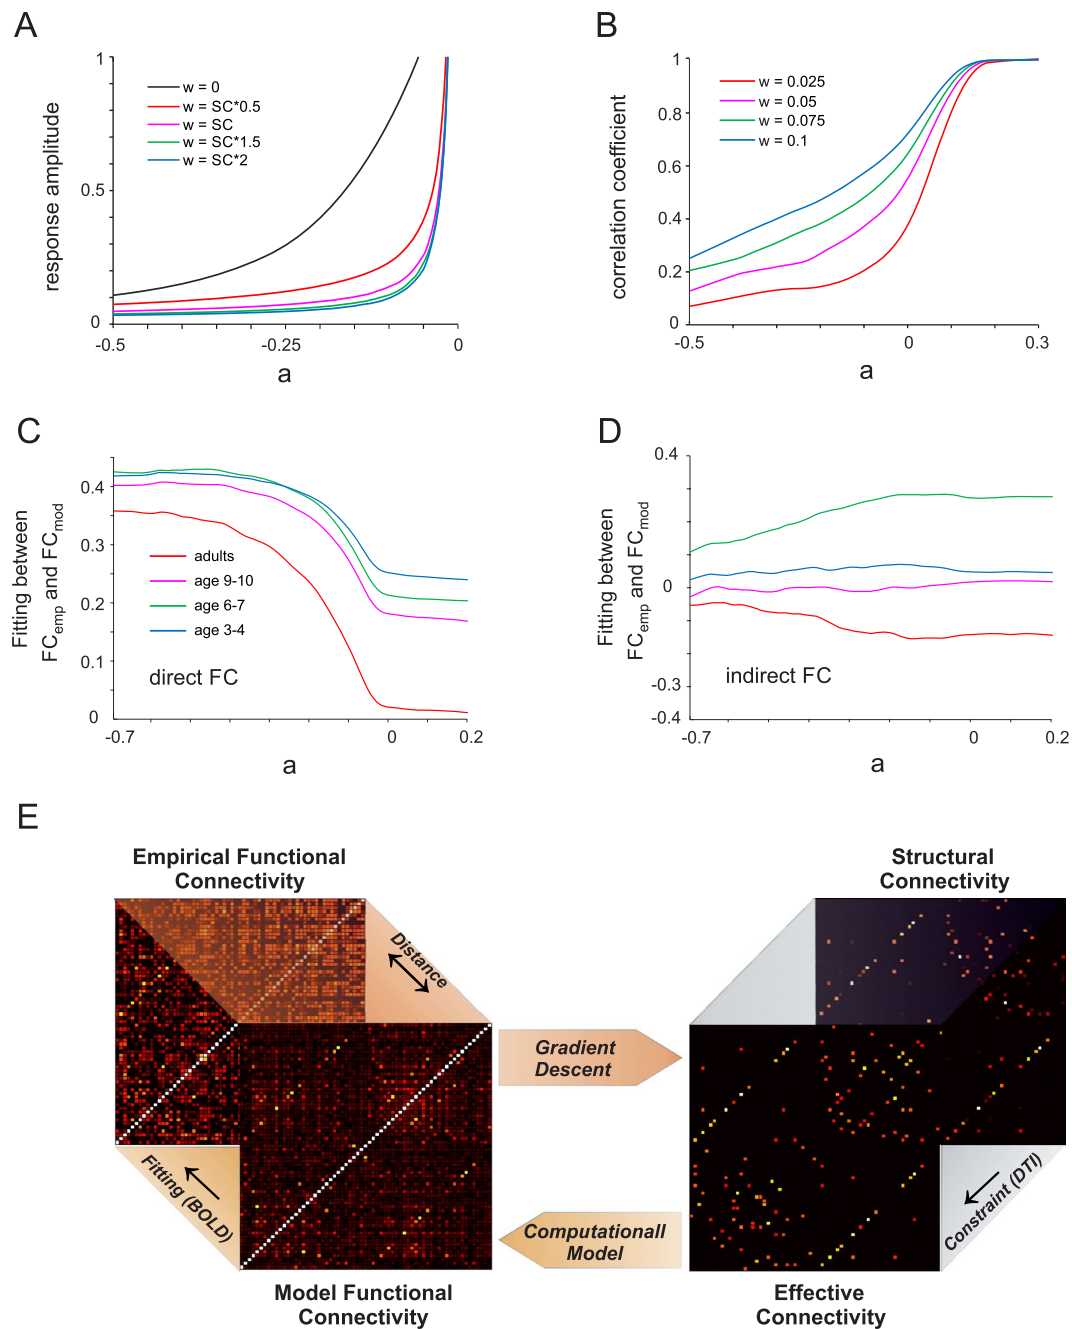 A
response amplitude
1
0.5
0
w = 0
w = SC*0.5
w = SC
w = SC*1.5
w = SC*2
-0.5
-0.25
0
a
B
correlation coefficient
1
0.8
0.6
0.4
0.2
0
w = 0.025
w = 0.05
w = 0.075
w = 0.1
-0.5
0
0.3
a
C
Fitting between
FCemp and FCmod
0.4
0.3
0.2
0.1
0
adults
age 9-10
age 6-7
age 3-4
direct FC
-0.7
0
0.2
a
D
Fitting between
FCemp and FCmod
0.4
0
-0.3
-0.4
indirect FC
-0.7
0
0.2
a
E
Empirical Functional
Connectivity
Structural
Connectivity
Distance
Gradient
Descent
Fitting (BOLD)
Computationall
Model
Constraint (DTI)
Model Functional
Connectivity
Effective
Connectivity